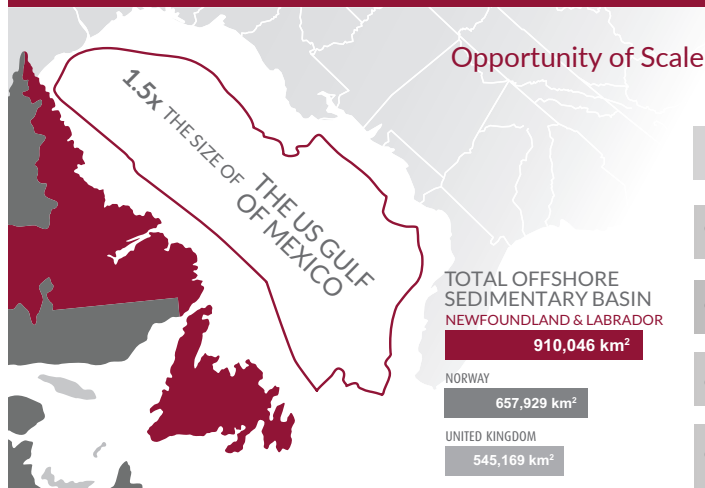 Opportunity of Scale
1.5x THE SIZE OF
THE US GULF
OF MEXICO
TOTAL OFFSHORE
SEDIMENTARY BASIN
NEWFOUNDLAND & LABRADOR
910,046 km²
NORWAY
657,929 km²
UNITED KINGDOM
545,169 km²